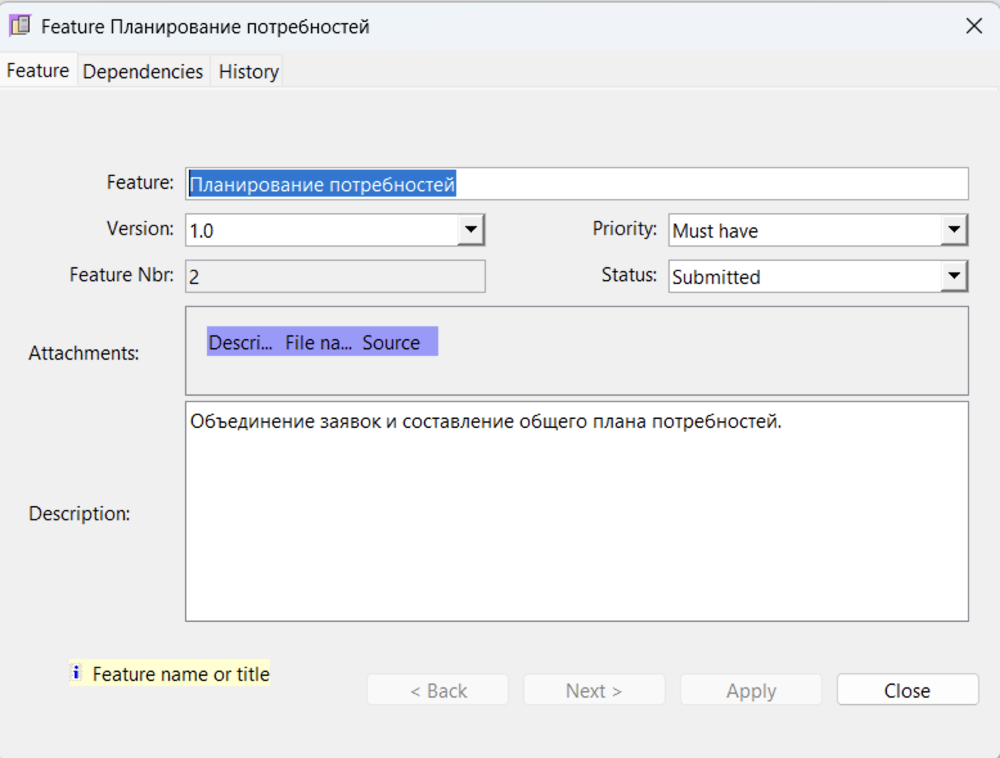 Feature Планирование потребностей
Feature Dependencies History
Feature: Планирование потребностей
Version: 1.0 Priority: Must have
Feature Nbr: 2 Status: Submitted
Attachments: Descri... File na... Source
Объединение заявок и составление общего плана потребностей.
Description:
i Feature name or title
< Back Next > Apply Close